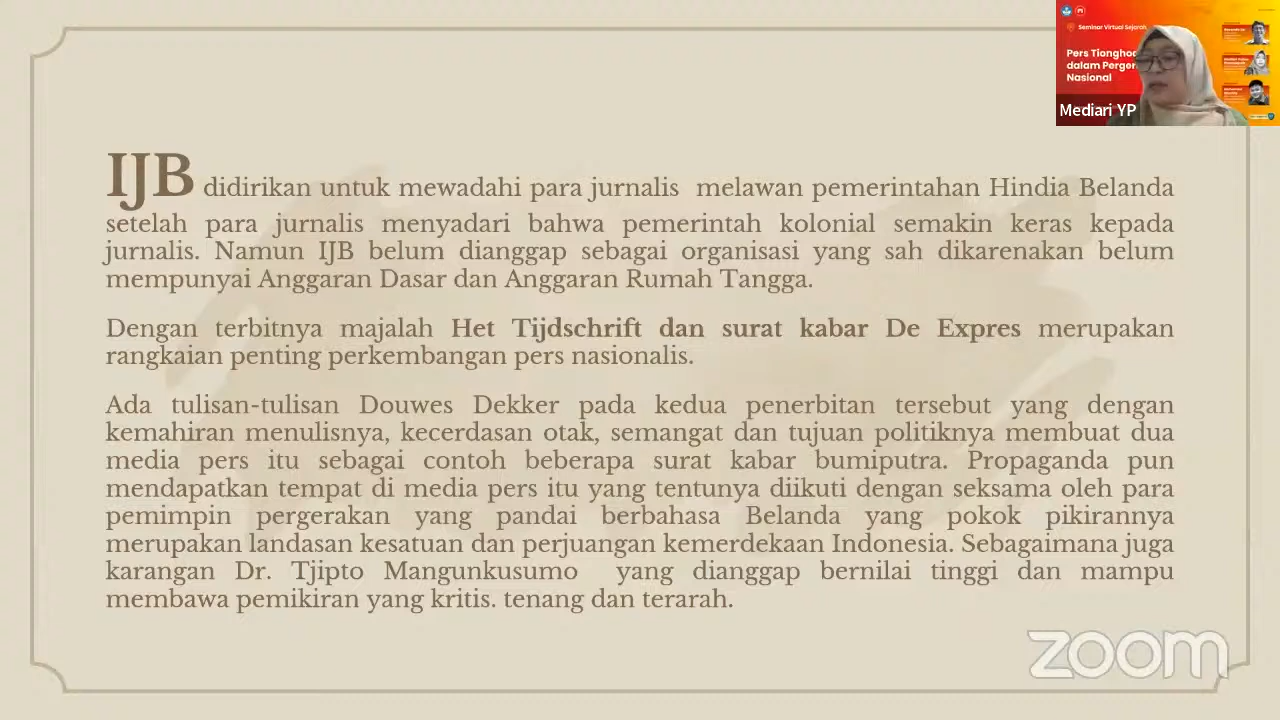 Seminar Virtual Sejarah
Pers Tiongho
dalam Perger
Nasional
Mediari YP
IJB didirikan untuk mewadahi para jurnalis melawan pemerintahan Hindia Belanda
setelah para jurnalis menyadari bahwa pemerintah kolonial semakin keras kepada
jurnalis. Namun IJB belum dianggap sebagai organisasi yang sah dikarenakan belum
mempunyai Anggaran Dasar dan Anggaran Rumah Tangga.
Dengan terbitnya majalah Het Tijdschrift dan surat kabar De Expres merupakan
rangkaian penting perkembangan pers nasionalis.
Ada tulisan-tulisan Douwes Dekker pada kedua penerbitan tersebut yang dengan
kemahiran menulisnya, kecerdasan otak, semangat dan tujuan politiknya membuat dua
media pers itu sebagai contoh beberapa surat kabar bumiputra. Propaganda pun
mendapatkan tempat di media pers itu yang tentunya diikuti dengan seksama oleh para
pemimpin pergerakan yang pandai berbahasa Belanda yang pokok pikirannya
merupakan landasan kesatuan dan perjuangan kemerdekaan Indonesia. Sebagaimana juga
karangan Dr. Tjipto Mangunkusumo yang dianggap bernilai tinggi dan mampu
membawa pemikiran yang kritis. tenang dan terarah.
zoom